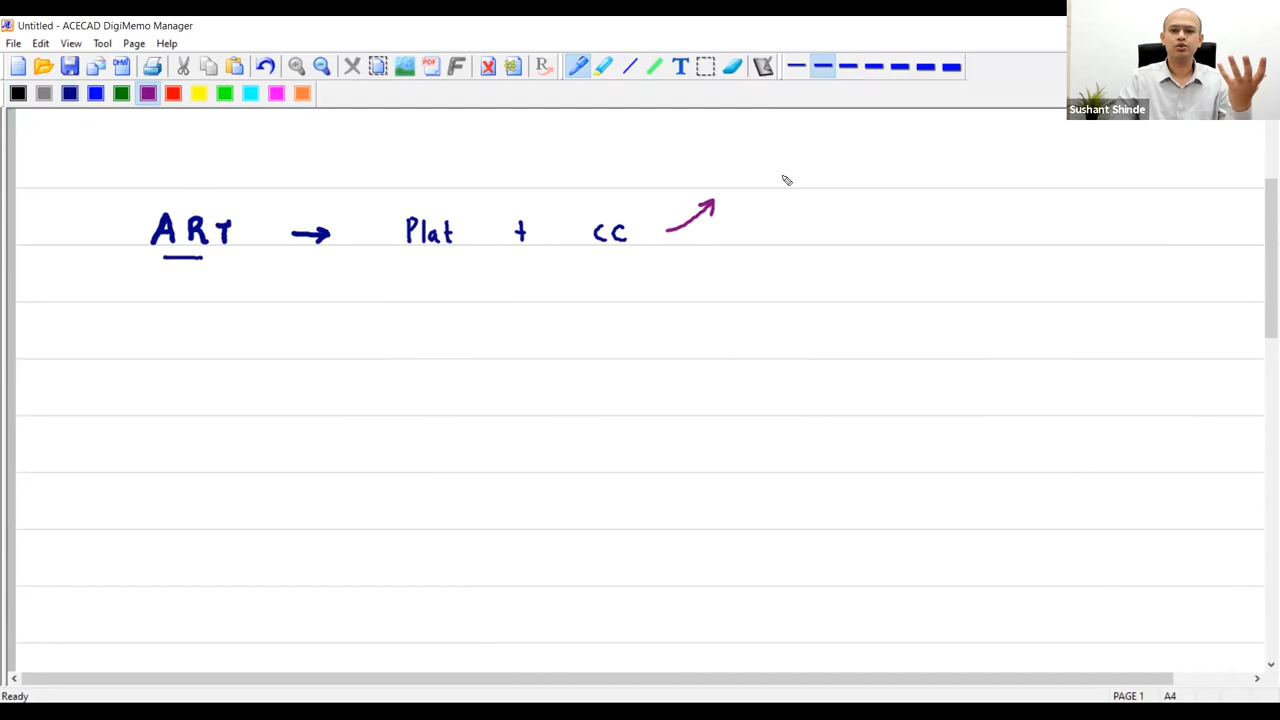 Untitled - ACECAD DigiMemo Manager
File Edit View Tool Page Help
Sushant Shinde
ART → Plat + CC
Ready
PAGE 1 A4